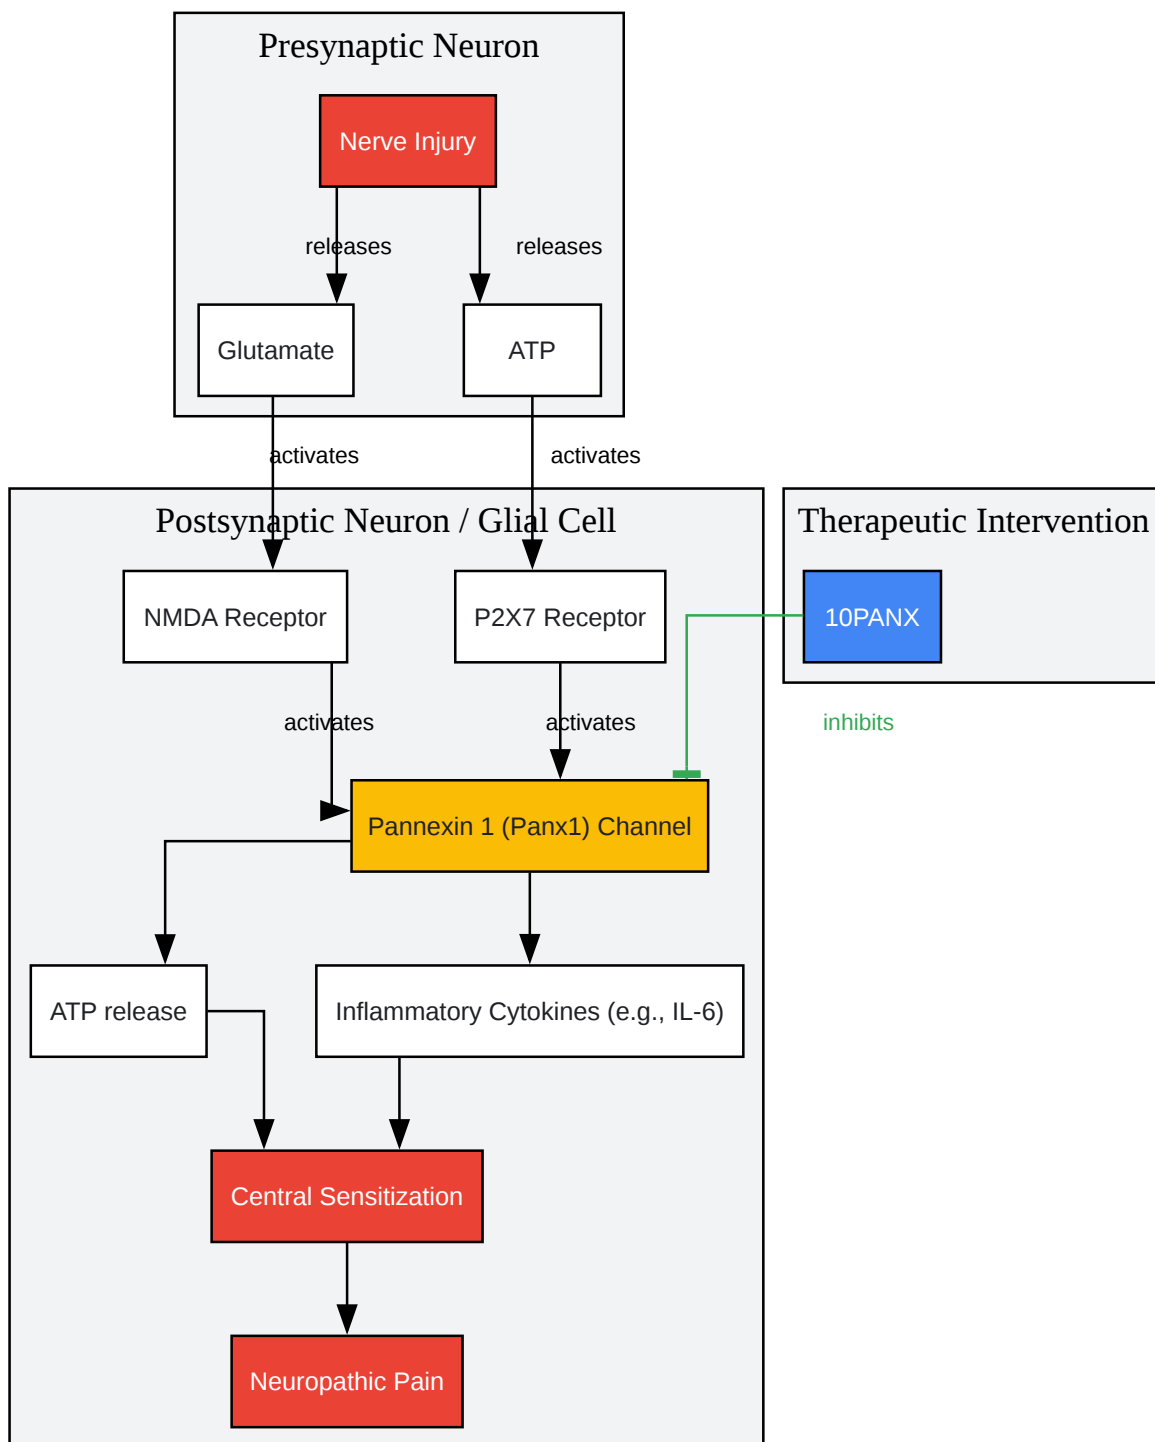 Presynaptic Neuron
Nerve Injury
releases
releases
Glutamate
ATP
activates
activates
Postsynaptic Neuron / Glial Cell
Therapeutic Intervention
NMDA Receptor
P2X7 Receptor
10PANX
activates
activates
inhibits
Pannexin 1 (Panx1) Channel
ATP release
Inflammatory Cytokines (e.g., IL-6)
Central Sensitization
Neuropathic Pain